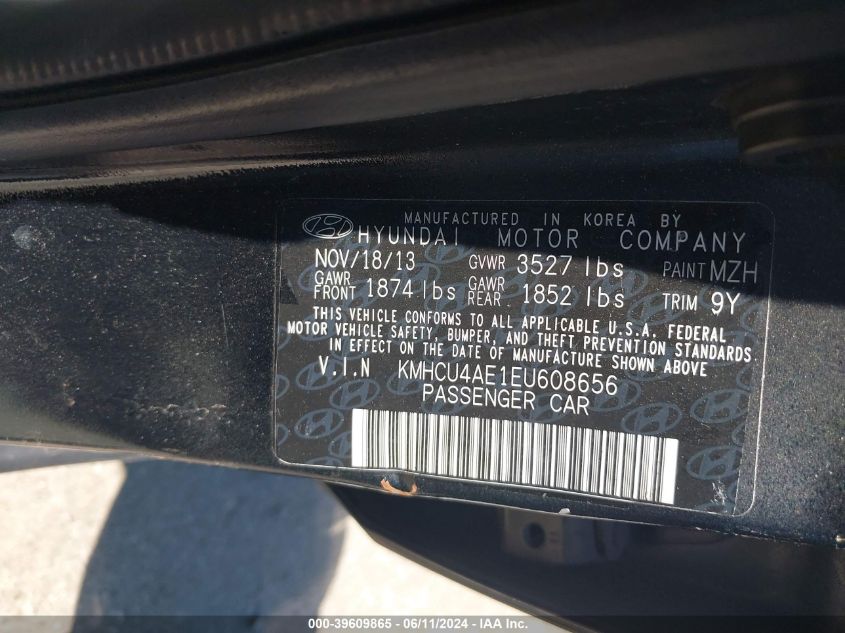 MANUFACTURED IN KOREA BY
HYUNDAI MOTOR COMPANY
NOV/18/13 GVWR 3527 lbs PAINT MZH
GAWR FRONT 1874 lbs GAWR REAR 1852 lbs TRIM 9Y
THIS VEHICLE CONFORMS TO ALL APPLICABLE U.S.A. FEDERAL
MOTOR VEHICLE SAFETY, BUMPER, AND THEFT PREVENTION STANDARDS
IN EFFECT ON THE DATE OF MANUFACTURE SHOWN ABOVE
V.I.N KMHCU4AE1EU608656
PASSENGER CAR
000-39609865 - 06/11/2024 - IAA Inc.